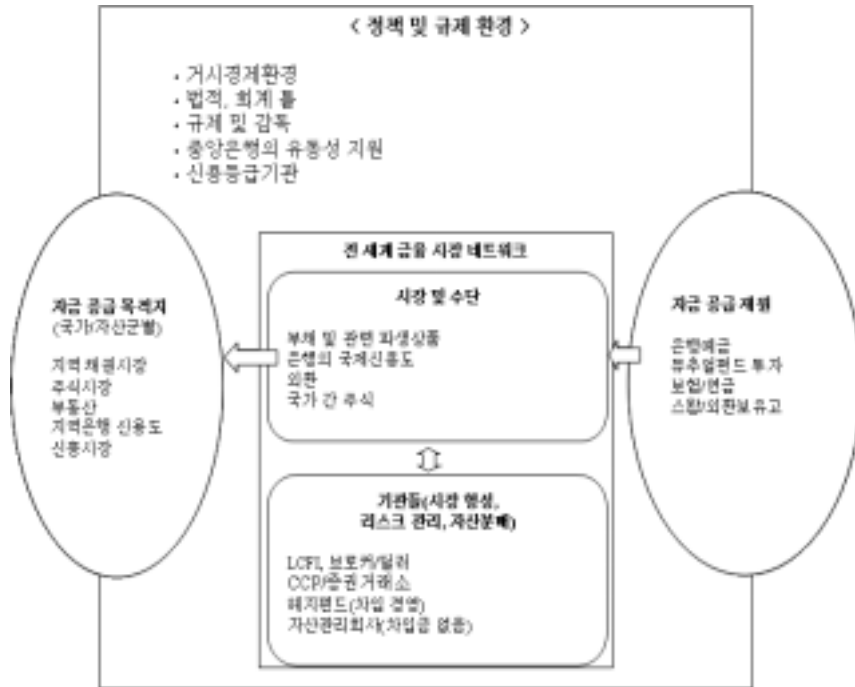 < 정책 및 규제 환경 >
• 거시경제환경
• 법적, 회계 틀
• 규제 및 감독
• 중앙은행의 유동성 지원
• 신용등급기관
전 세계 금융 시장 네트워크
시장 및 수단
부채 및 관련 파생상품
은행의 국제신용도
외환
국가 간 주식
자금 공급 목적지
(국가/자산군별)
지역 채권시장
주식시장
부동산
지역은행 신용도
신흥시장
자금 공급 재원
은행예금
뮤추얼펀드 투자
보험/연금
스왑/외환보유고
기관들(시장 형성,
리스크 관리, 자산분배)
LCFI, 브로커/딜러
CCP/증권거래소
헤지펀드(차입 경영)
자산관리회사(차입금 없음)